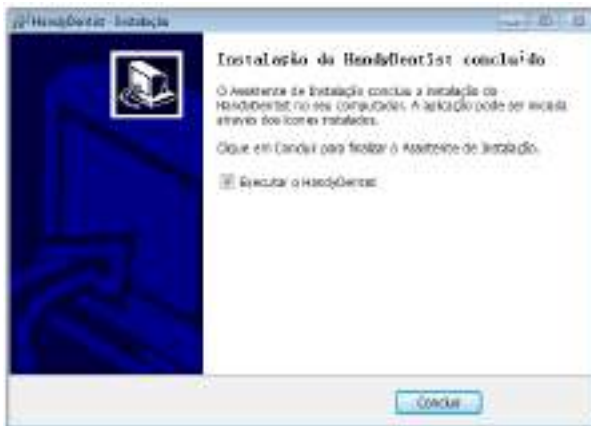 HandyDentist - Instalação
Instalação do HandyDentist concluído
O Assistente de Instalação concluiu a instalação do
HandyDentist no seu computador. A aplicação pode ser iniciada
através dos ícones instalados.
Clique em Concluir para finalizar o Assistente de Instalação.
Executar o HandyDentist
Concluir